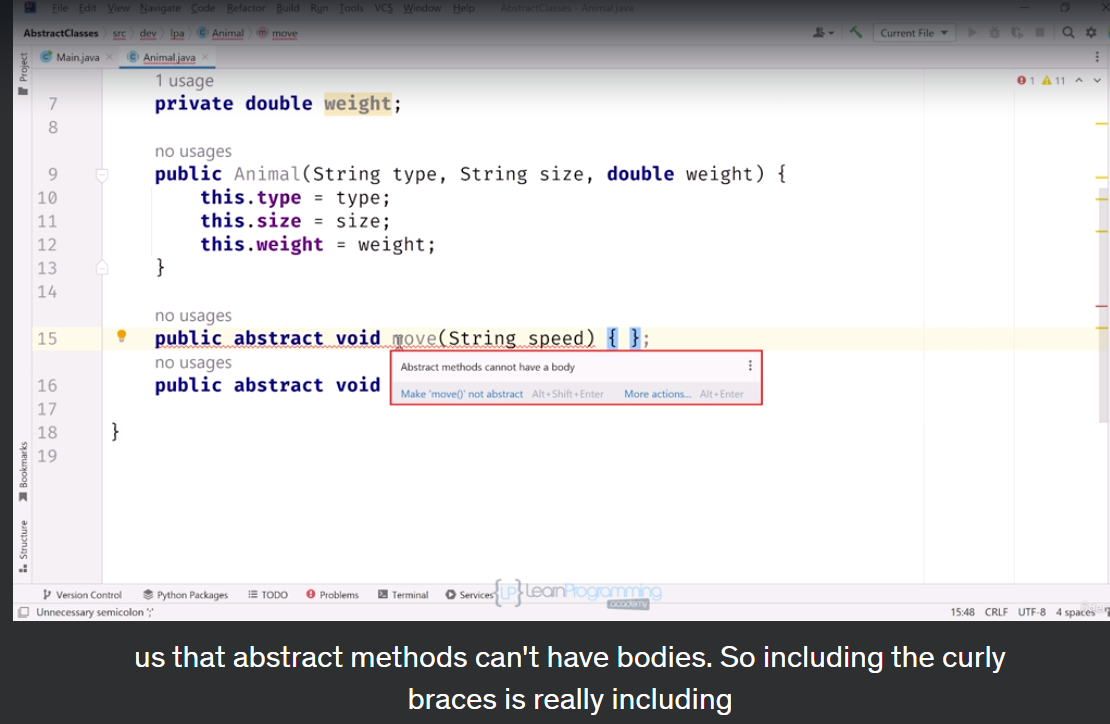 File Edit View Navigate Code Refactor Build Run Tools VCS Window Help AbstractClasses - Animal.java
AbstractClasses src dev lpa Animal move
Current File
Main.java Animal.java
Project
1 usage
1 11
7 private double weight;
8
no usages
9 public Animal(String type, String size, double weight) {
10 this.type = type;
11 this.size = size;
12 this.weight = weight;
13 }
14
no usages
15 public abstract void move(String speed) { };
no usages
Abstract methods cannot have a body
16 public abstract void
Make 'move()' not abstract Alt+Shift+Enter More actions... Alt+Enter
17
18 }
19
Bookmarks
Structure
Version Control Python Packages TODO Problems Terminal Services
{LP} LearnProgramming
academy
Unnecessary semicolon ';' 15:48 CRLF UTF-8 4 spaces
us that abstract methods can't have bodies. So including the curly
braces is really including